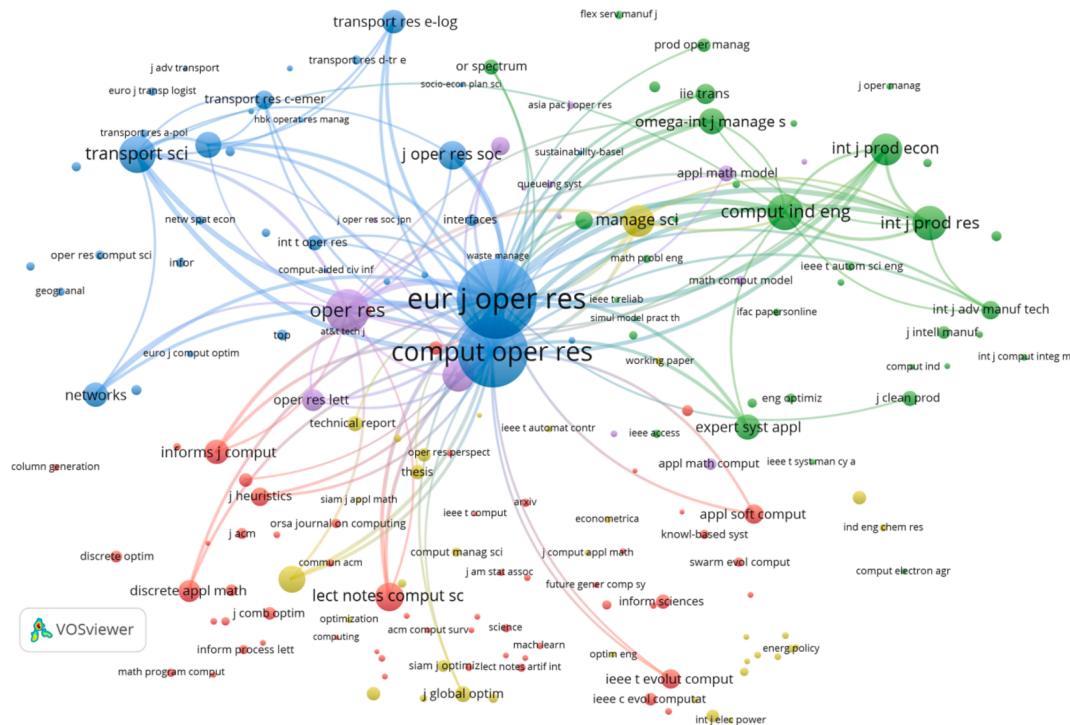 flex serv manuf j
transport res e-log
prod oper manag
j adv transport
transport res d-tr e
or spectrum
socio-econ plan sci
j oper manag
euro j transp logist
transport res c-emer
iie trans
asia pac j oper res
hbk operat res manag
omega-int j manage s
transport res a-pol
transport sci
j oper res soc
sustainability-basel
int j prod econ
appl math model
queueing syst
netw spat econ
j oper res soc jpn
interfaces
manage sci
comput ind eng
int j prod res
int t oper res
oper res comput sci
infor
waste manage
math probl eng
comput-aided civ inf
ieee t autom sci eng
math comput model
geogr anal
eur j oper res
ieee t reliab
oper res
ifac papersonline
int j adv manuf tech
simul model pract th
at&t tech j
top
j intell manuf
euro j comput optim
comput oper res
working paper
int j comput integ m
comput ind
networks
oper res lett
eng optimiz
j clean prod
technical report
expert syst appl
ieee t automat contr
ieee access
informs j comput
oper res perspect
column generation
thesis
appl math comput
ieee t syst man cy a
j heuristics
siam j appl math
arxiv
ieee t comput
appl soft comput
orsa journal on computing
econometrica
j acm
ind eng chem res
knowl-based syst
discrete optim
commun acm
comput manag sci
j comput appl math
swarm evol comput
j am stat assoc
comput electron agr
discrete appl math
future gener comp sy
lect notes comput sc
inform sciences
j comb optim
optimization
VOSviewer
acm comput surv
science
computing
mach learn
inform process lett
optim eng
energ policy
math program comput
siam j optimiz
lect notes artif int
ieee t evolut comput
j global optim
ieee c evol computat
int j elec power